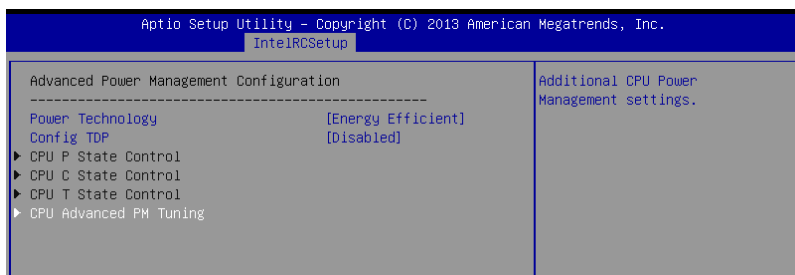 Aptio Setup Utility – Copyright (C) 2013 American Megatrends, Inc.
IntelRCSetup
Advanced Power Management Configuration
--------------------------------------------------
Power Technology [Energy Efficient]
Config TDP [Disabled]
CPU P State Control
CPU C State Control
CPU T State Control
CPU Advanced PM Tuning
Additional CPU Power
Management settings.